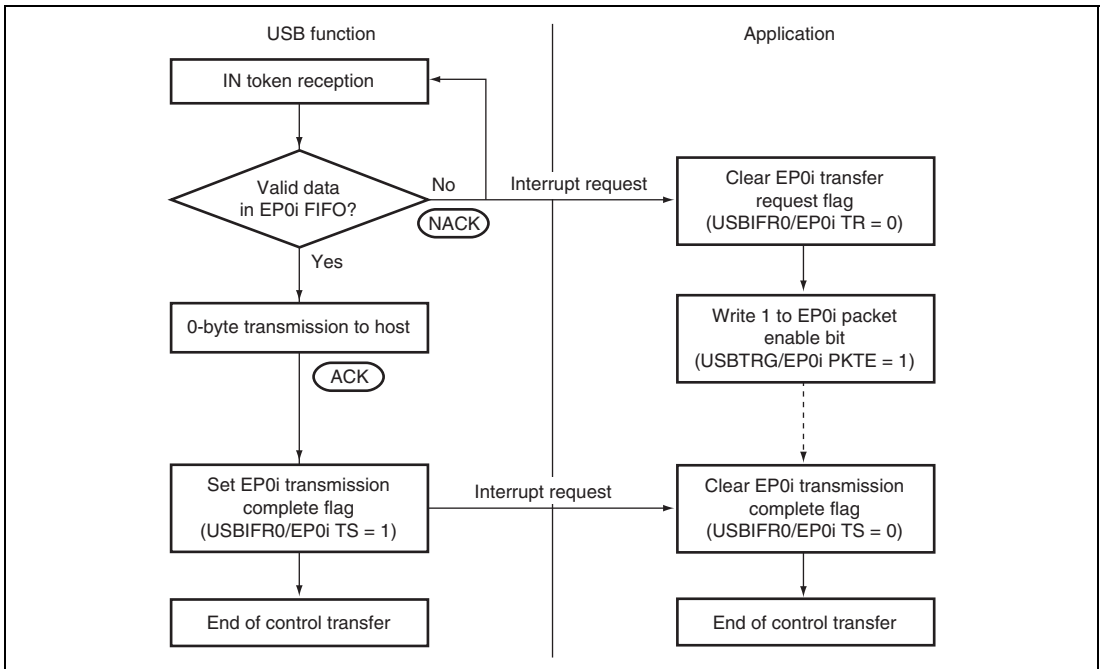 USB function
Application
IN token reception
Valid data
in EP0i FIFO?
No
NACK
Interrupt request
Clear EP0i transfer
request flag
(USBIFR0/EP0i TR = 0)
Yes
0-byte transmission to host
Write 1 to EP0i packet
enable bit
(USBTRG/EP0i PKTE = 1)
ACK
Set EP0i transmission
complete flag
(USBIFR0/EP0i TS = 1)
Interrupt request
Clear EP0i transmission
complete flag
(USBIFR0/EP0i TS = 0)
End of control transfer
End of control transfer